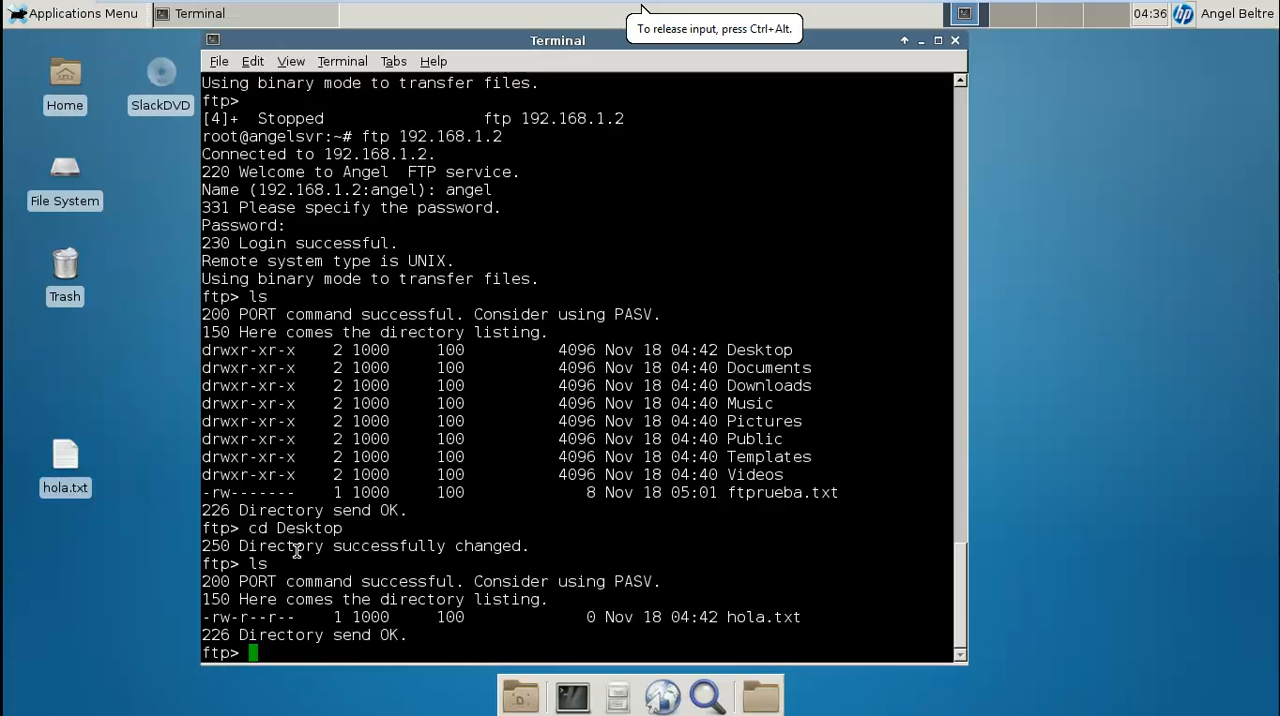 Applications Menu
Terminal
To release input, press Ctrl+Alt.
04:36
hp
Angel Beltre
Home
SlackDVD
File System
Trash
hola.txt
Terminal
File Edit View Terminal Tabs Help
Using binary mode to transfer files.
ftp>
[4]+  Stopped                 ftp 192.168.1.2
root@angelsvr:~# ftp 192.168.1.2
Connected to 192.168.1.2.
220 Welcome to Angel  FTP service.
Name (192.168.1.2:angel): angel
331 Please specify the password.
Password:
230 Login successful.
Remote system type is UNIX.
Using binary mode to transfer files.
ftp> ls
200 PORT command successful. Consider using PASV.
150 Here comes the directory listing.
drwxr-xr-x    2 1000     100          4096 Nov 18 04:42 Desktop
drwxr-xr-x    2 1000     100          4096 Nov 18 04:40 Documents
drwxr-xr-x    2 1000     100          4096 Nov 18 04:40 Downloads
drwxr-xr-x    2 1000     100          4096 Nov 18 04:40 Music
drwxr-xr-x    2 1000     100          4096 Nov 18 04:40 Pictures
drwxr-xr-x    2 1000     100          4096 Nov 18 04:40 Public
drwxr-xr-x    2 1000     100          4096 Nov 18 04:40 Templates
drwxr-xr-x    2 1000     100          4096 Nov 18 04:40 Videos
-rw-------    1 1000     100             8 Nov 18 05:01 ftprueba.txt
226 Directory send OK.
ftp> cd Desktop
250 Directory successfully changed.
ftp> ls
200 PORT command successful. Consider using PASV.
150 Here comes the directory listing.
-rw-r--r--    1 1000     100             0 Nov 18 04:42 hola.txt
226 Directory send OK.
ftp>